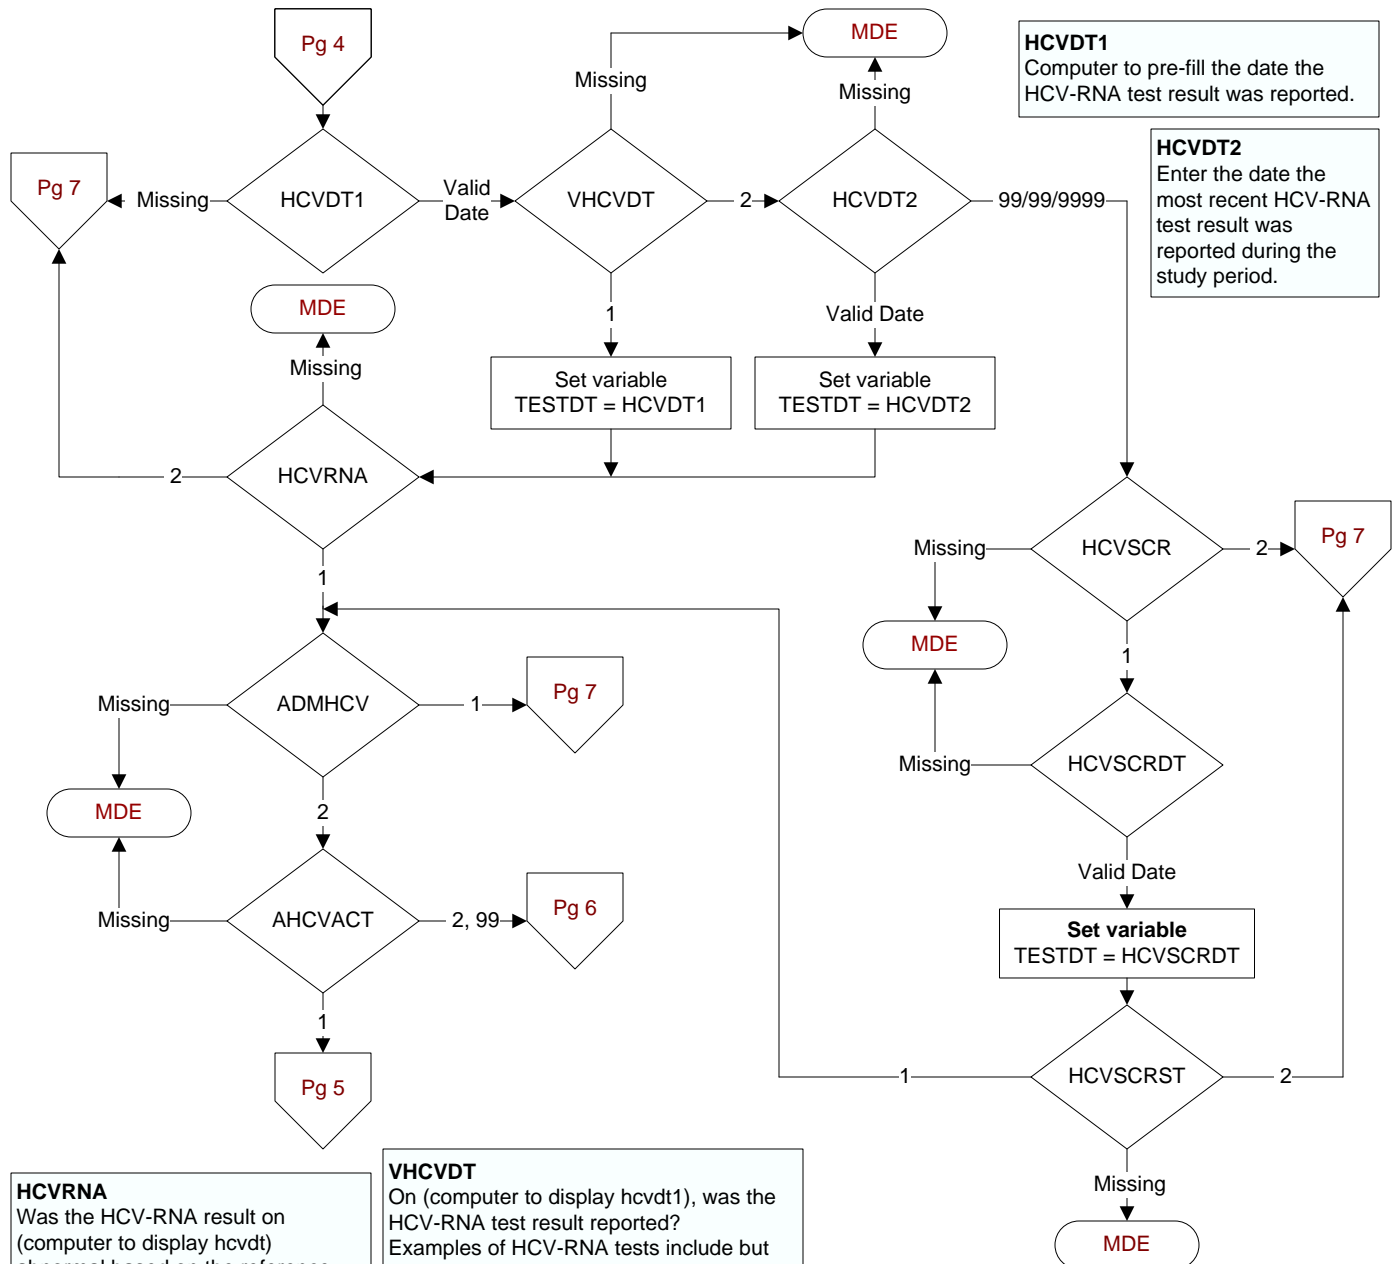 Pg 4
MDE
HCVDT1
Computer to pre-fill the date the
HCV-RNA test result was reported.
Missing
Missing
HCVDT2
Enter the date the
most recent HCV-RNA
test result was
reported during the
study period.
Pg 7
Missing
HCVDT1
Valid
Date
VHCVDT
2
HCVDT2
99/99/9999
MDE
1
Valid Date
Missing
Set variable
TESTDT = HCVDT1
Set variable
TESTDT = HCVDT2
2
HCVRNA
Missing
HCVSCR
2
Pg 7
1
MDE
1
Missing
ADMHCV
1
Pg 7
Missing
HCVSCRDT
MDE
2
Valid Date
Missing
AHCVACT
2, 99
Pg 6
Set variable
TESTDT = HCVSCRDT
1
Pg 5
1
HCVSCRST
2
Missing
MDE
HCVRNA
Was the HCV-RNA result on
(computer to display hcvdt)
abnormal based on the reference
VHCVDT
On (computer to display hcvdt1), was the
HCV-RNA test result reported?
Examples of HCV-RNA tests include but